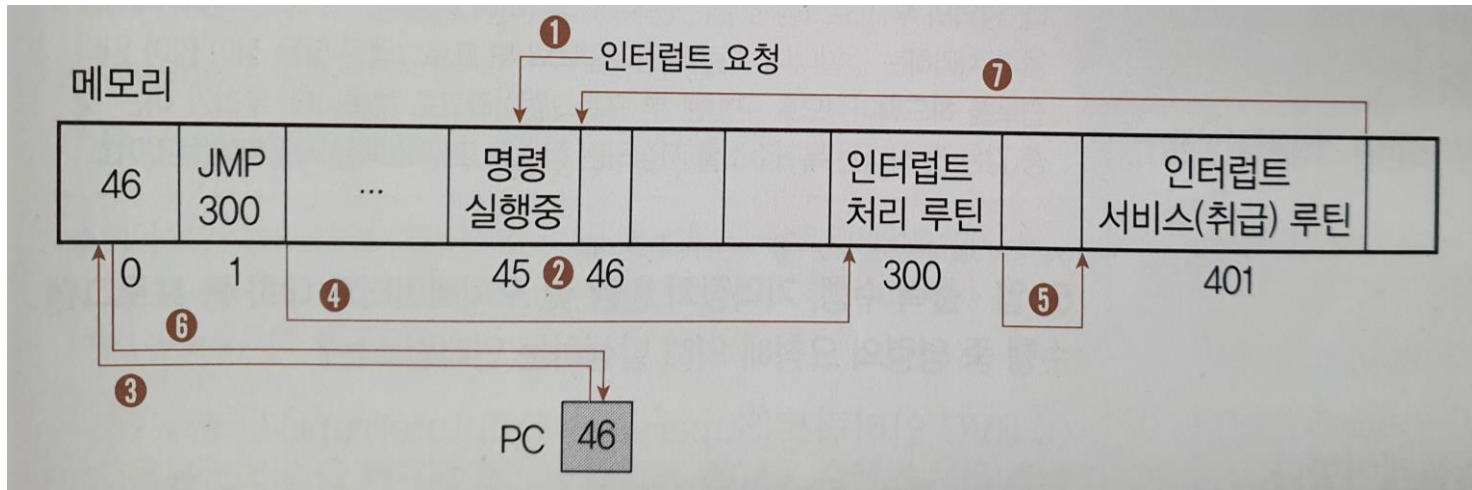 ❶ 인터럽트 요청
❼
메모리
46
JMP
300
...
명령
실행중
인터럽트
처리 루틴
인터럽트
서비스(취급) 루틴
0 1 45 ❷ 46 300 401
❹ ❺
❻
❸
PC 46